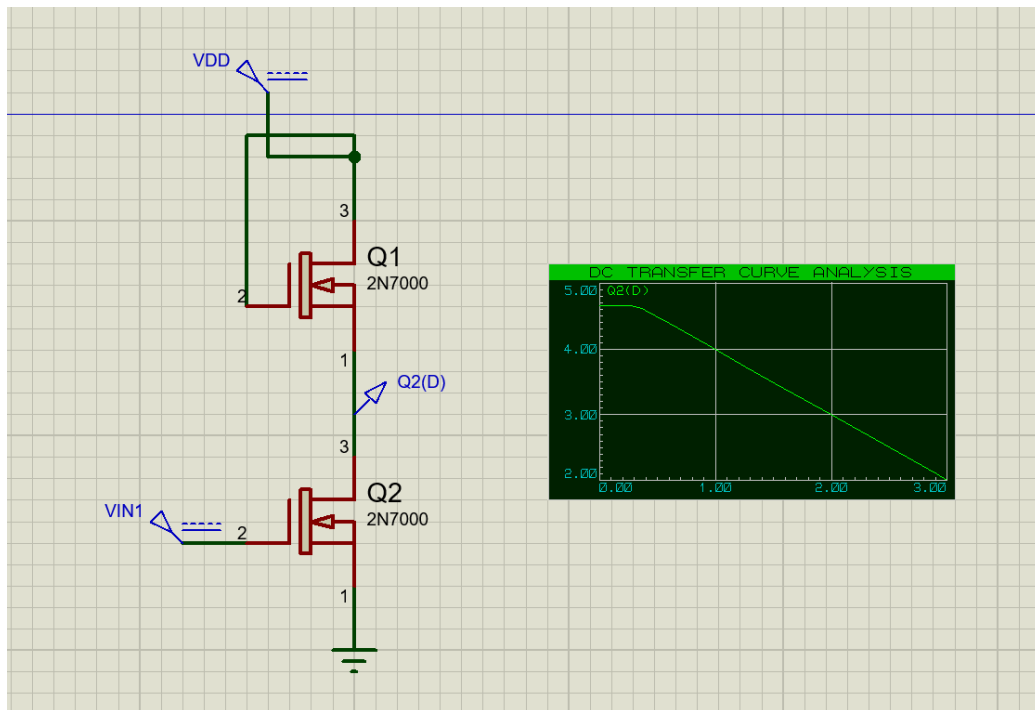 VDD
3
Q1
2N7000
2
1
Q2(D)
3
Q2
2N7000
VIN1
2
1
DC TRANSFER CURVE ANALYSIS
5.00
Q2(D)
4.00
3.00
2.00
0.00 1.00 2.00 3.00